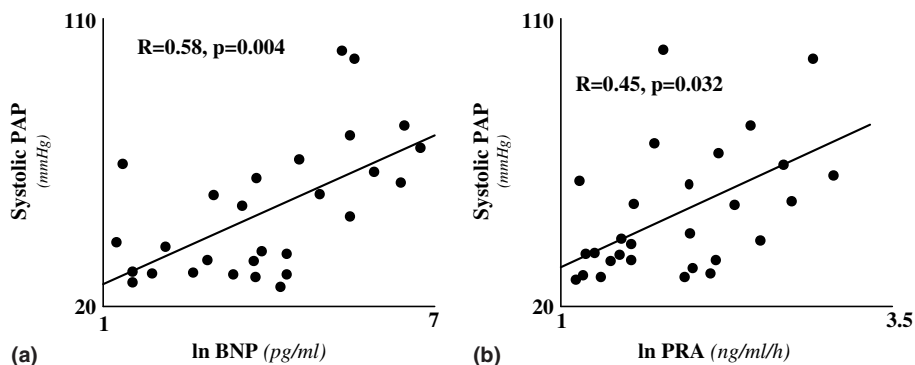 110
R=0.58, p=0.004
Systolic PAP
(mmHg)
20
1
7
(a)
ln BNP (pg/ml)
110
R=0.45, p=0.032
Systolic PAP
(mmHg)
20
1
3.5
(b)
ln PRA (ng/ml/h)